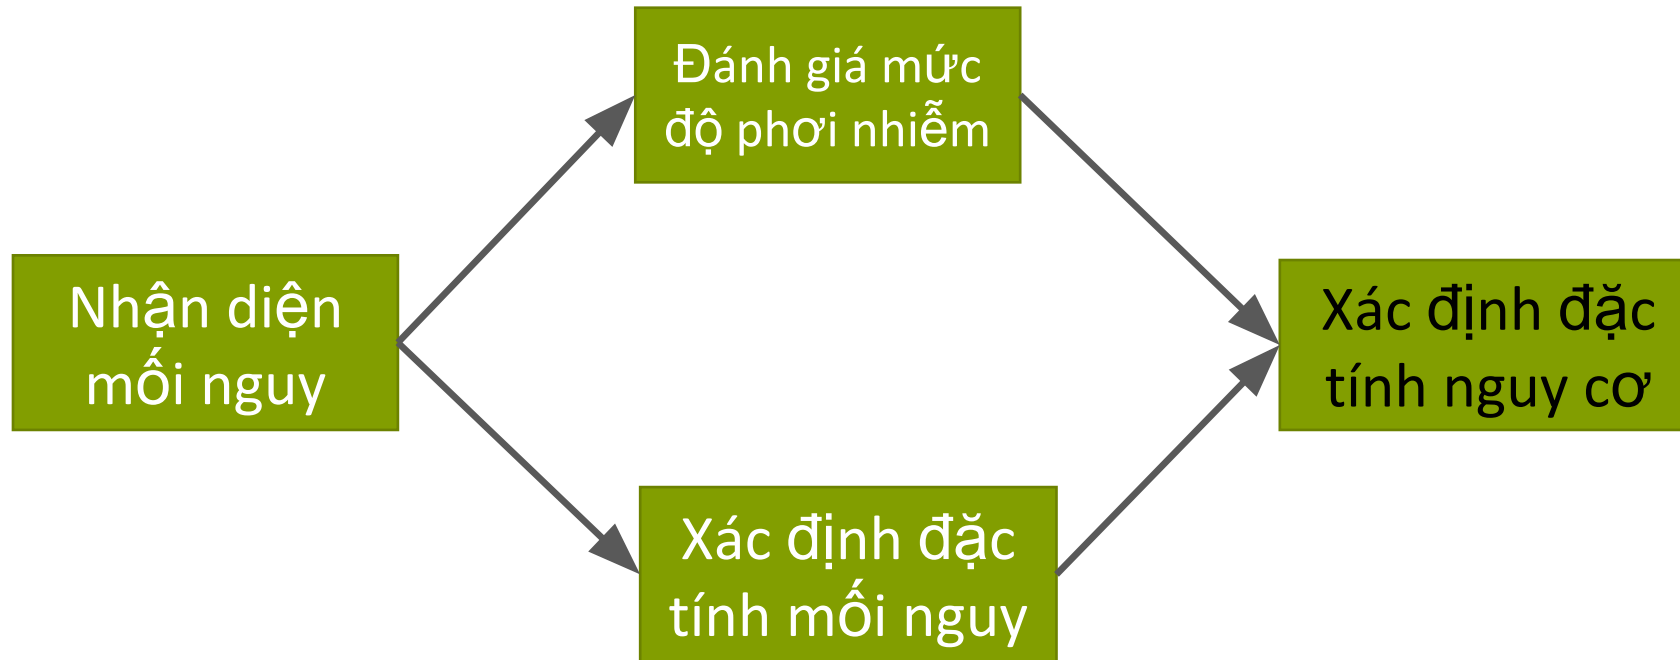 Đánh giá mức
độ phơi nhiễm
Nhận diện
mối nguy
Xác định đặc
tính nguy cơ
Xác định đặc
tính mối nguy